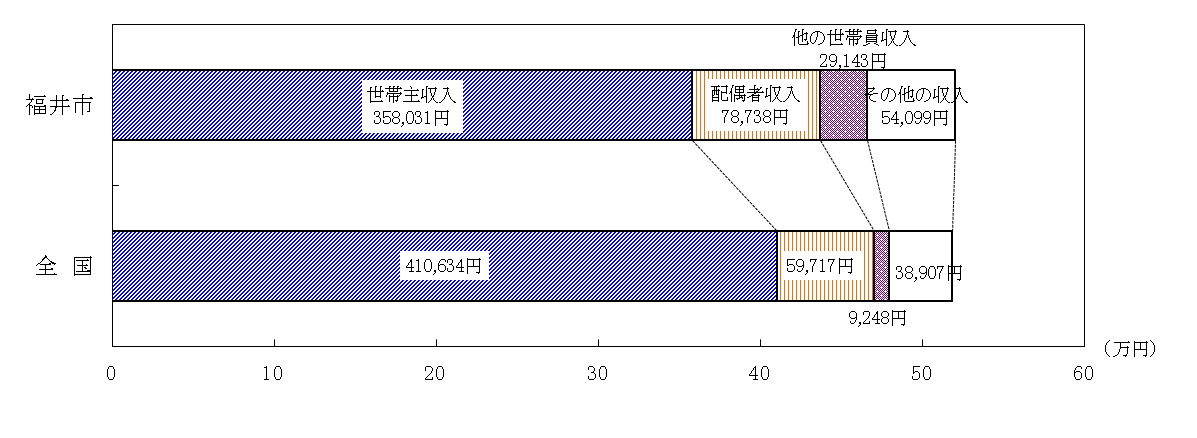 他の世帯員収入
29,143円
福井市
世帯主収入
358,031円
配偶者収入
78,738円
その他の収入
54,099円
全 国
410,634円
59,717円
38,907円
9,248円
0
10
20
30
40
50
60
(万円)